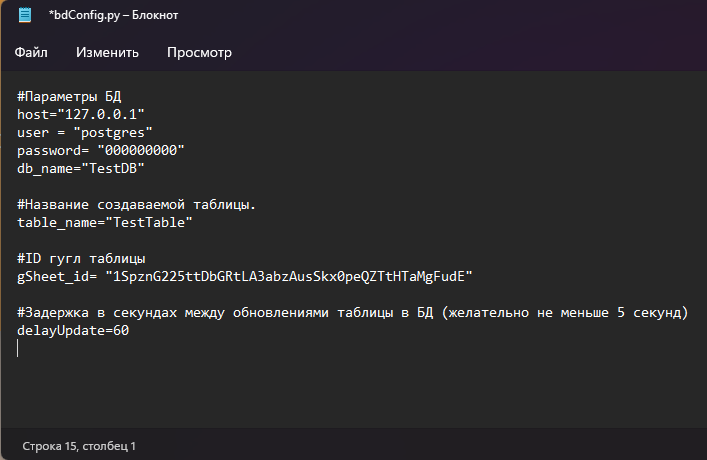 *bdConfig.py – Блокнот
Файл Изменить Просмотр
#Параметры БД
host="127.0.0.1"
user = "postgres"
password= "000000000"
db_name="TestDB"
#Название создаваемой таблицы.
table_name="TestTable"
#ID гугл таблицы
gSheet_id= "1SpznG225ttDbGRtLA3abzAusSkx0peQZTtHTaMgFudE"
#Задержка в секундах между обновлениями таблицы в БД (желательно не меньше 5 секунд)
delayUpdate=60
Строка 15, столбец 1